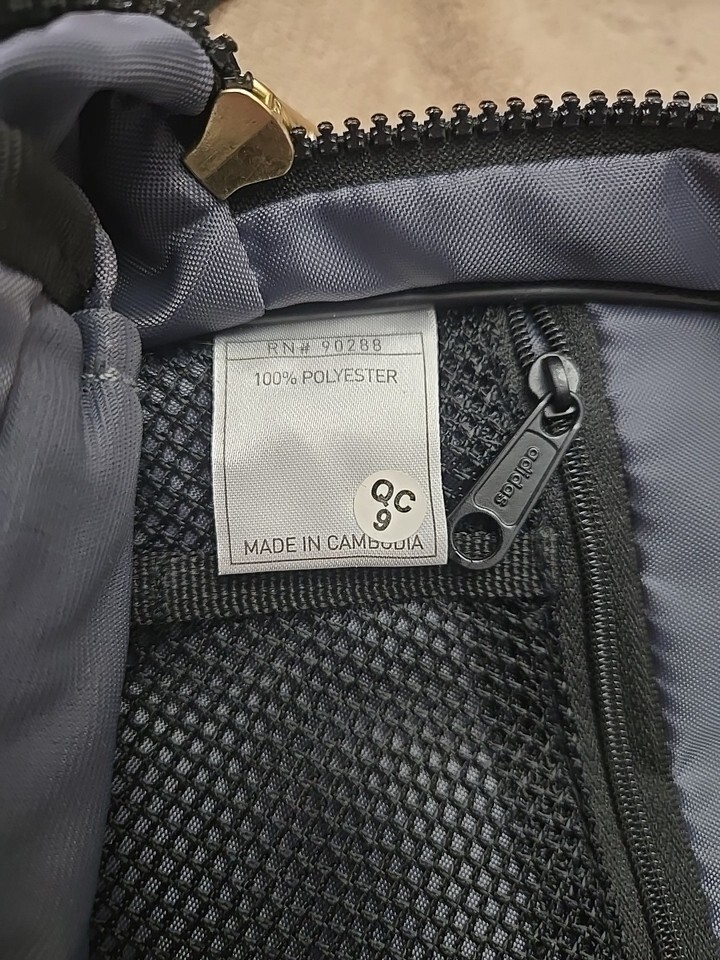 RN# 90288
100% POLYESTER
adidas
QC
9
MADE IN CAMBODIA